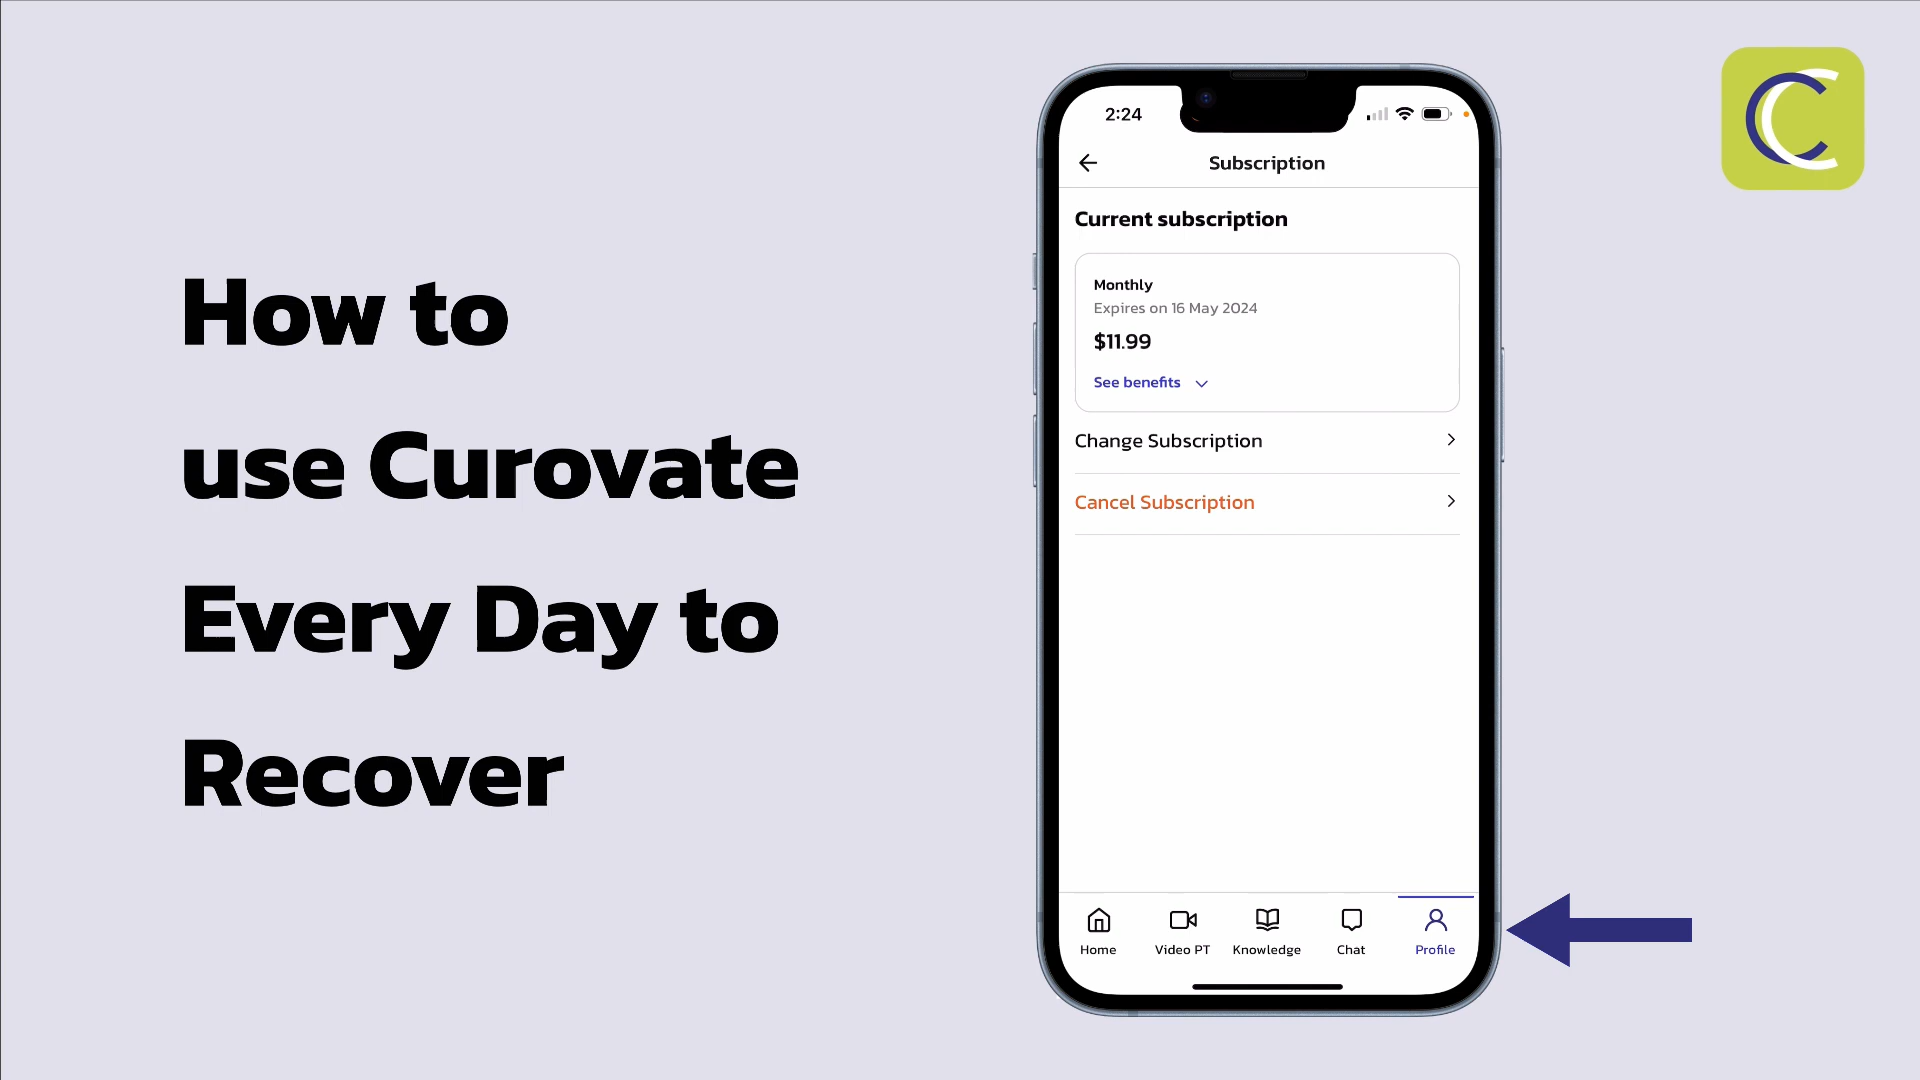 How to
use Curovate
Every Day to
Recover
2:24
Subscription
Current subscription
Monthly
Expires on 16 May 2024
$11.99
See benefits
Change Subscription
Cancel Subscription
Home
Video PT
Knowledge
Chat
Profile